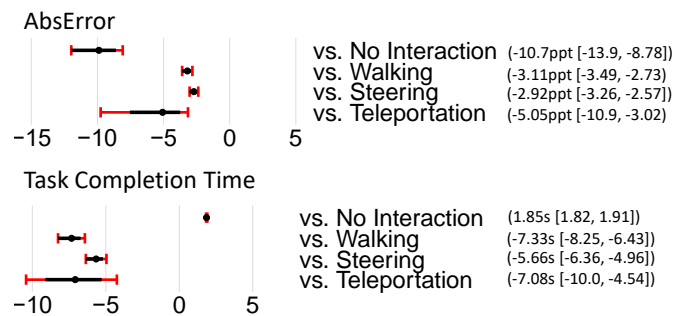 AbsError
vs. No Interaction (-10.7ppt [-13.9, -8.78])
vs. Walking (-3.11ppt [-3.49, -2.73)
vs. Steering (-2.92ppt [-3.26, -2.57])
vs. Teleportation (-5.05ppt [-10.9, -3.02)
−15 −10 −5 0 5
Task Completion Time
vs. No Interaction (1.85s [1.82, 1.91])
vs. Walking (-7.33s [-8.25, -6.43])
vs. Steering (-5.66s [-6.36, -4.96])
vs. Teleportation (-7.08s [-10.0, -4.54])
−10 −5 0 5